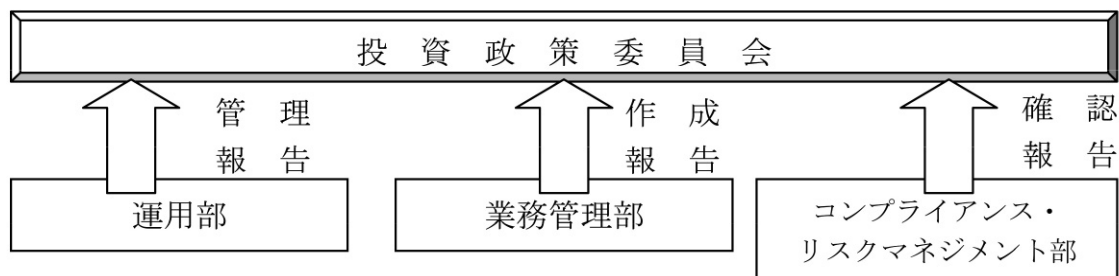 投資政策委員会
管理
報告
作成
報告
確認
報告
運用部
業務管理部
コンプライアンス・
リスクマネジメント部